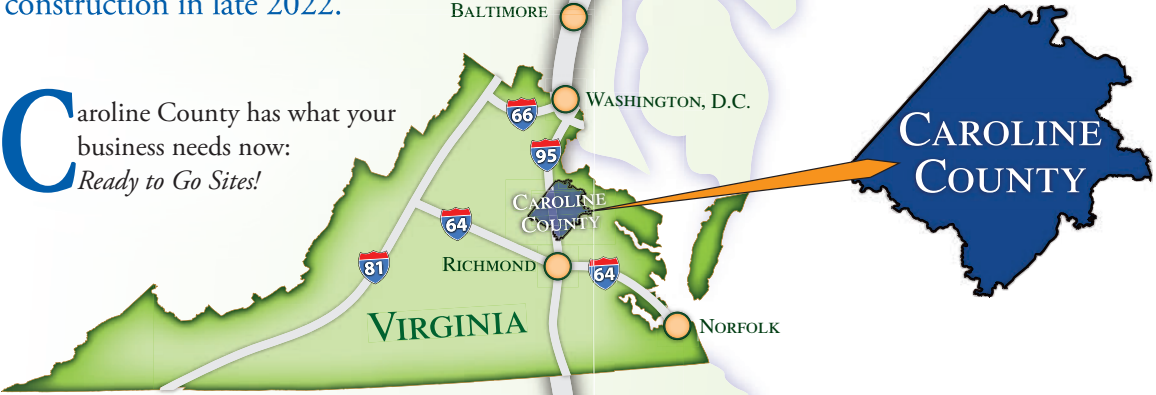 construction in late 2022.
Caroline County has what your
business needs now:
Ready to Go Sites!
BALTIMORE
WASHINGTON, D.C.
66
95
CAROLINE
COUNTY
64
81
RICHMOND
64
VIRGINIA
NORFOLK
CAROLINE
COUNTY